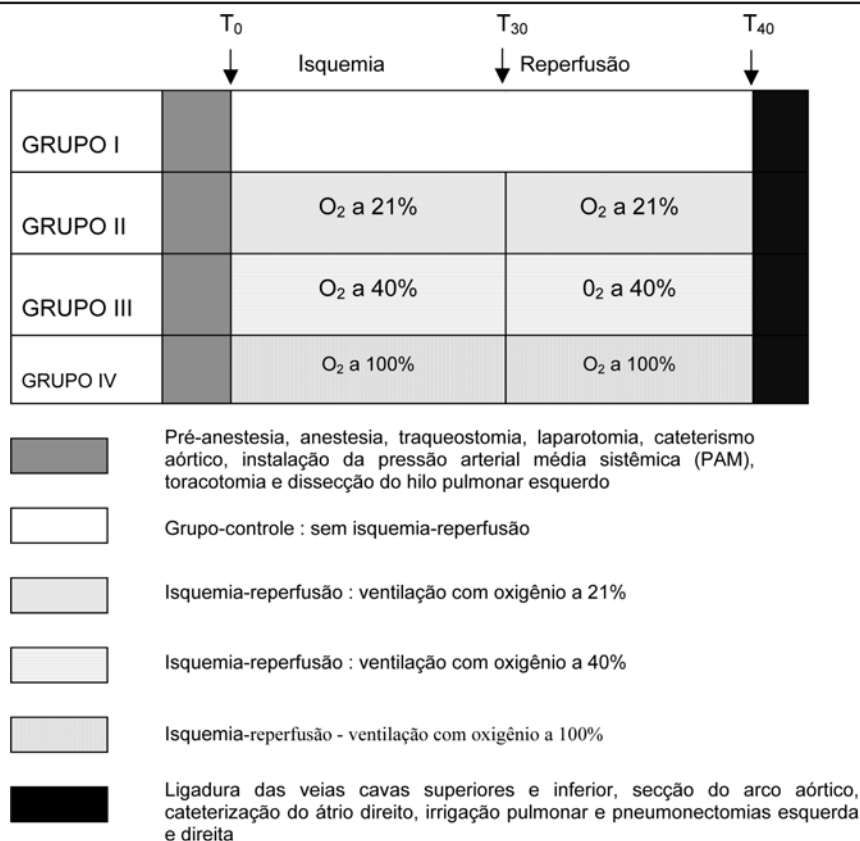 T₀ T₃₀ T₄₀
Isquemia Reperfusão
GRUPO I
O₂ a 21% O₂ a 21%
GRUPO II
O₂ a 40% 0₂ a 40%
GRUPO III
O₂ a 100% O₂ a 100%
GRUPO IV
Pré-anestesia, anestesia, traqueostomia, laparotomia, cateterismo
aórtico, instalação da pressão arterial média sistêmica (PAM),
toracotomia e dissecção do hilo pulmonar esquerdo
Grupo-controle : sem isquemia-reperfusão
Isquemia-reperfusão : ventilação com oxigênio a 21%
Isquemia-reperfusão : ventilação com oxigênio a 40%
Isquemia-reperfusão - ventilação com oxigênio a 100%
Ligadura das veias cavas superiores e inferior, secção do arco aórtico,
cateterização do átrio direito, irrigação pulmonar e pneumonectomias esquerda
e direita